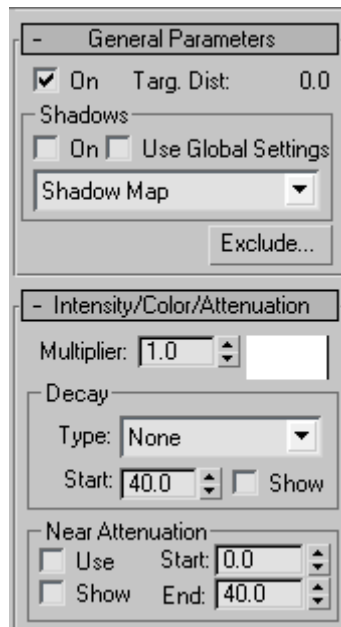 - General Parameters
On Targ. Dist: 0.0
Shadows
On Use Global Settings
Shadow Map
Exclude...
- Intensity/Color/Attenuation
Multiplier: 1.0
Decay
Type: None
Start: 40.0 Show
Near Attenuation
Use Start: 0.0
Show End: 40.0